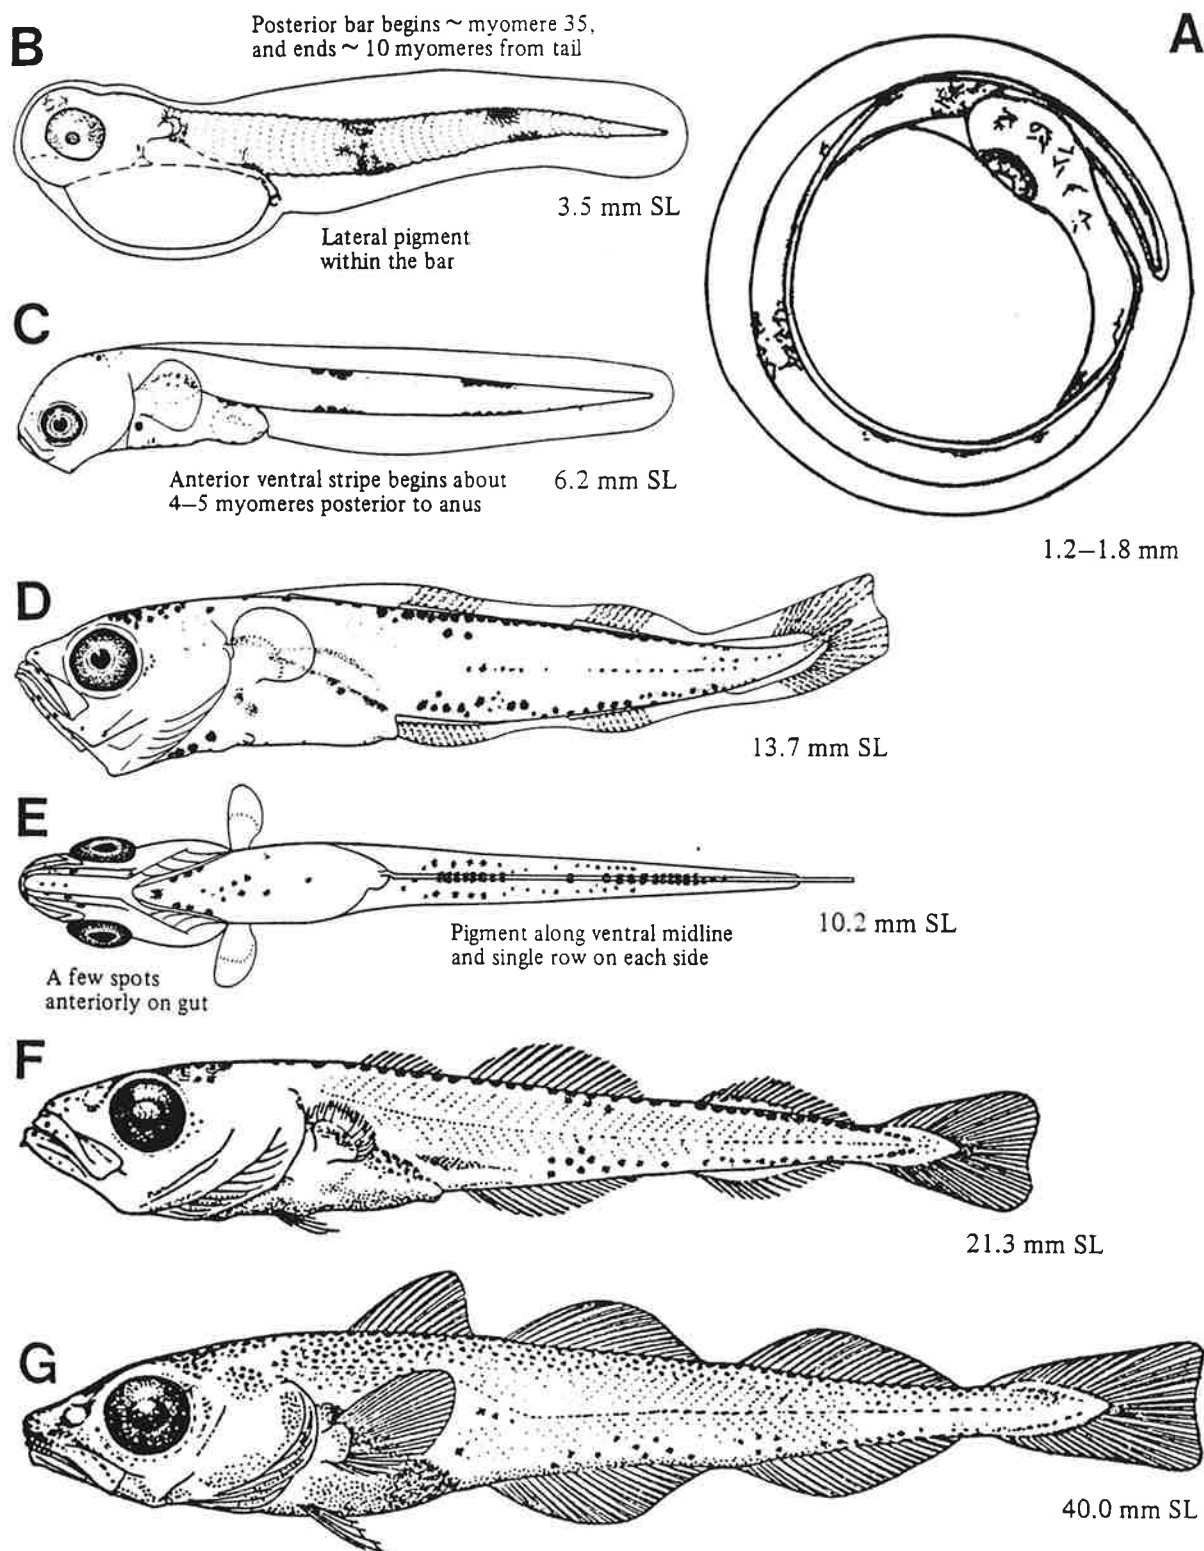 B
Posterior bar begins ~ myomere 35,
and ends ~ 10 myomeres from tail
A
3.5 mm SL
Lateral pigment
within the bar
C
Anterior ventral stripe begins about
4–5 myomeres posterior to anus
6.2 mm SL
1.2–1.8 mm
D
13.7 mm SL
E
10.2 mm SL
Pigment along ventral midline
and single row on each side
A few spots
anteriorly on gut
F
21.3 mm SL
G
40.0 mm SL